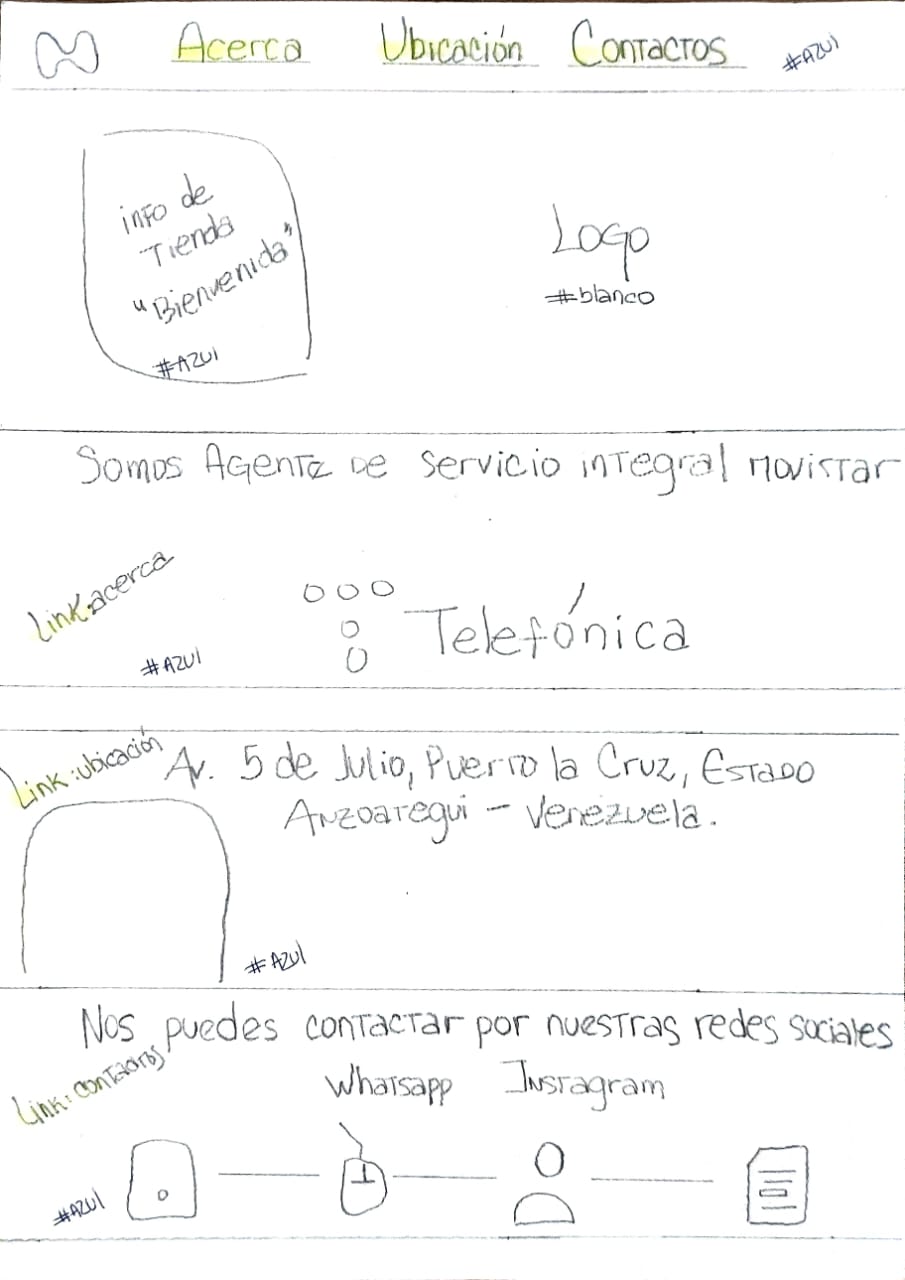 Acerca Ubicación Contactos #Azul
info de
Tienda
"Bienvenida"
#Azul
Logo
#blanco
Somos Agente de servicio integral movistar
Link:acerca
#Azul
Telefónica
Link:ubicación
Av. 5 de Julio, Puerto la Cruz, Estado
Anzoategui - Venezuela.
#Azul
Nos puedes contactar por nuestras redes sociales
Link:contactos
Whatsapp Instagram
#Azul